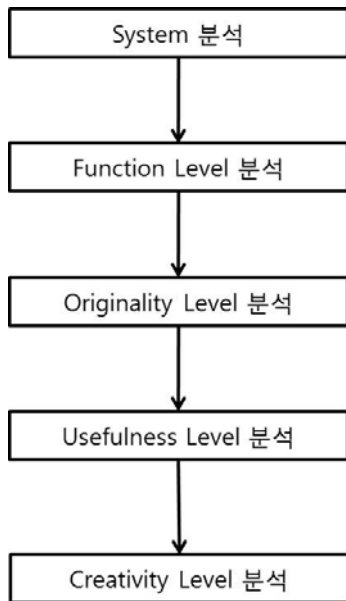 System 분석
Function Level 분석
Originality Level 분석
Usefulness Level 분석
Creativity Level 분석